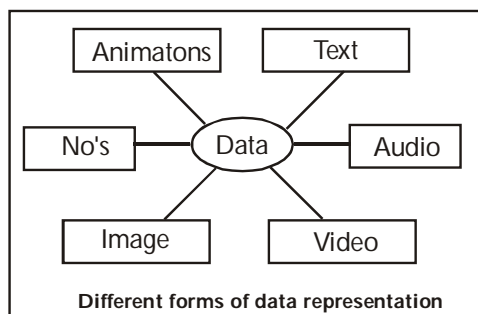 Animatons
Text
No's
Data
Audio
Image
Video
Different forms of data representation